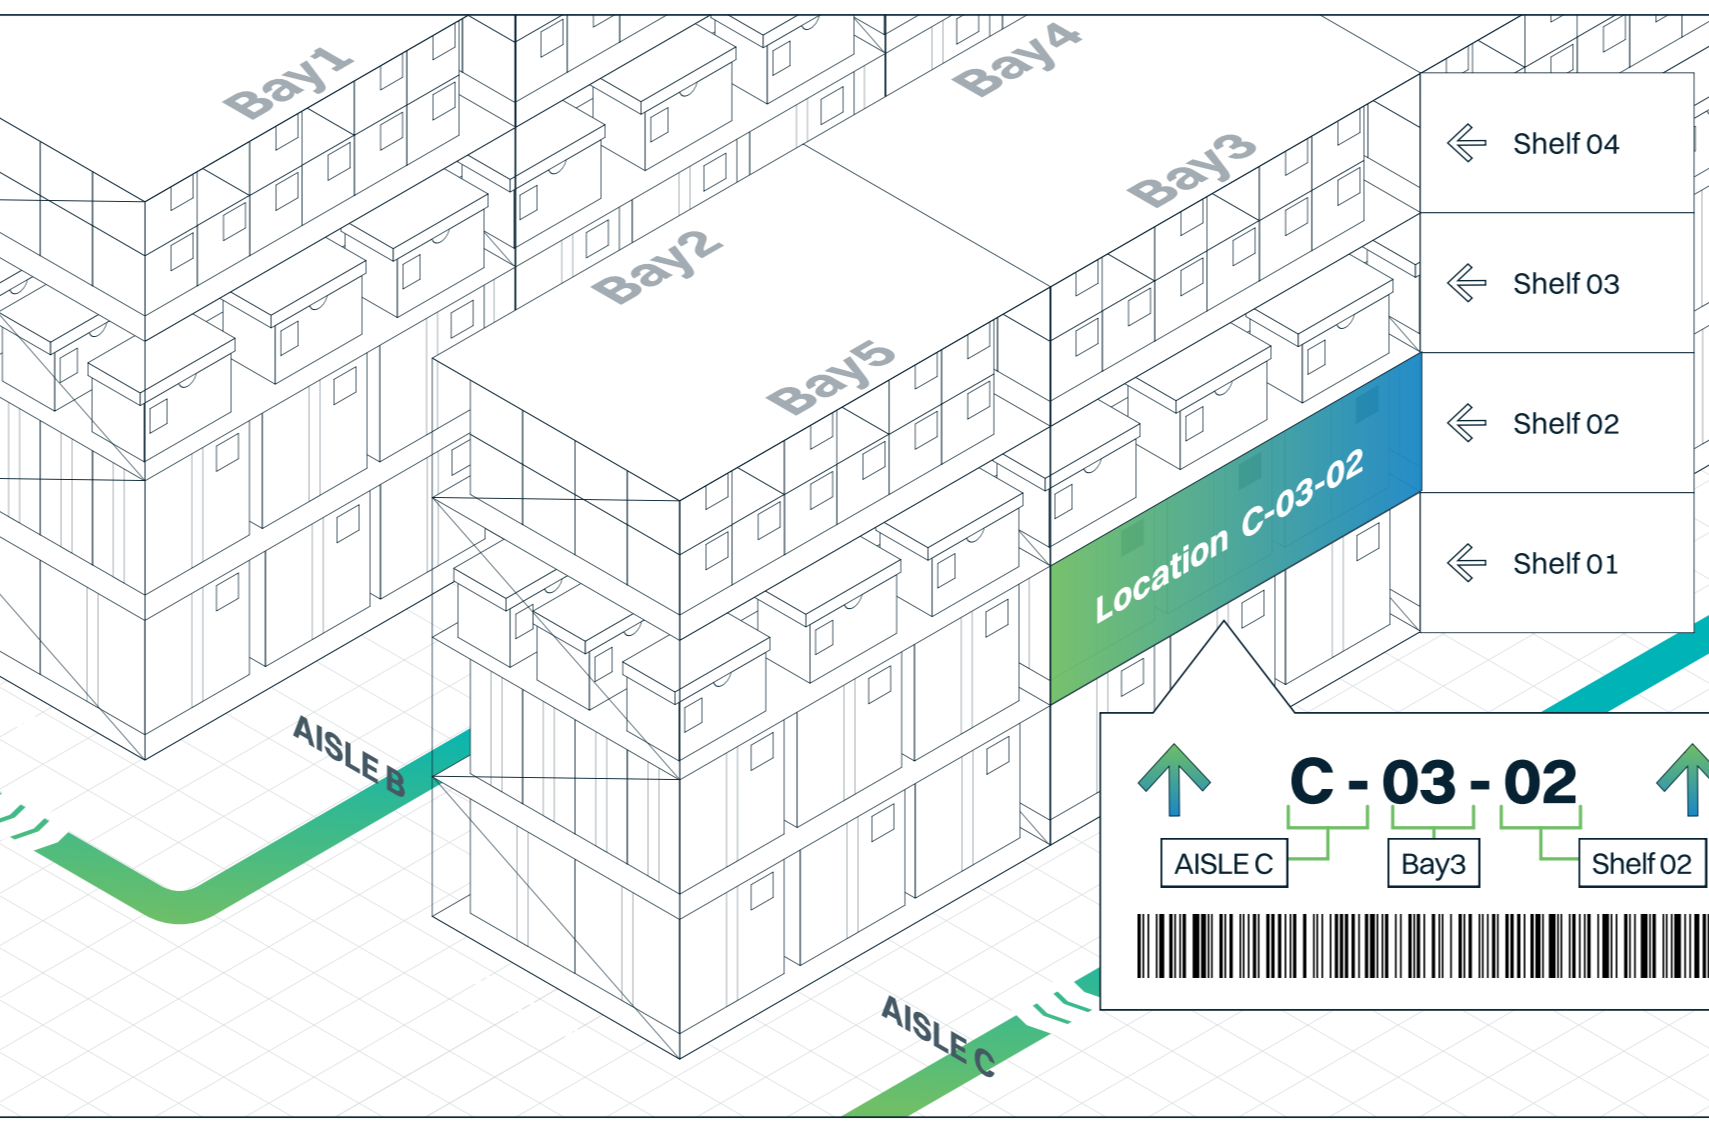 Bay1
Bay4
Bay3
Bay2
Bay5
Shelf 04
Shelf 03
Shelf 02
Shelf 01
Location C-03-02
AISLE B
AISLE C
C - 03 - 02
AISLE C
Bay3
Shelf 02